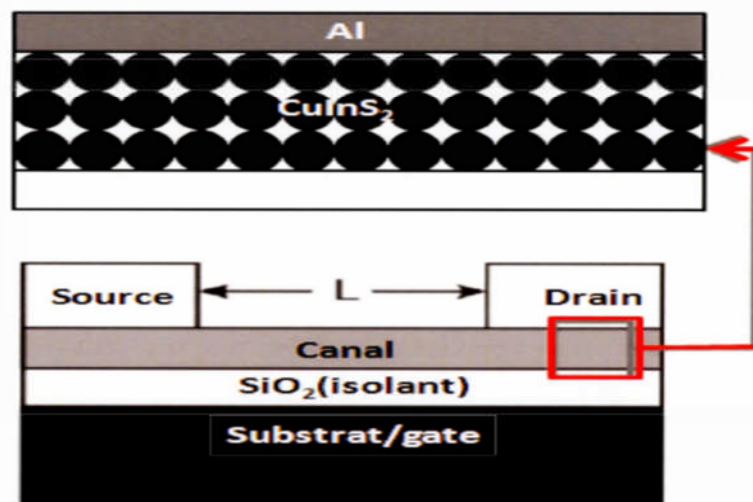 Al
CuInS₂
Source
L
Drain
Canal
SiO₂(isolant)
Substrat/gate